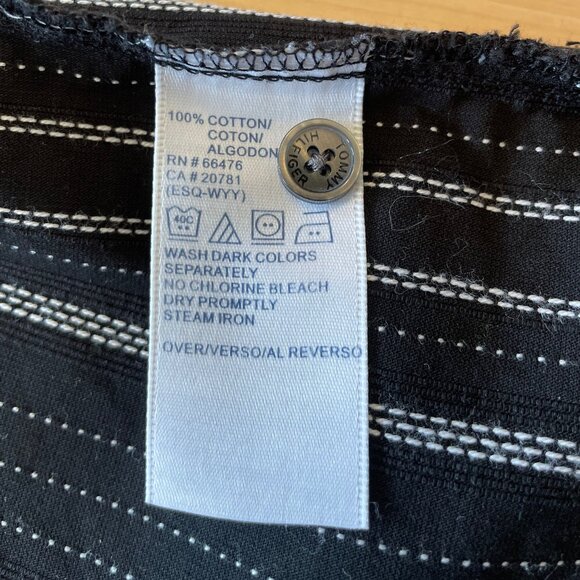 100% COTTON/
COTON/
ALGODON
RN # 66476
CA # 20781
(ESQ-WYY)
TOMMY
HILFIGER
40C
WASH DARK COLORS
SEPARATELY
NO CHLORINE BLEACH
DRY PROMPTLY
STEAM IRON
OVER/VERSO/AL REVERSO